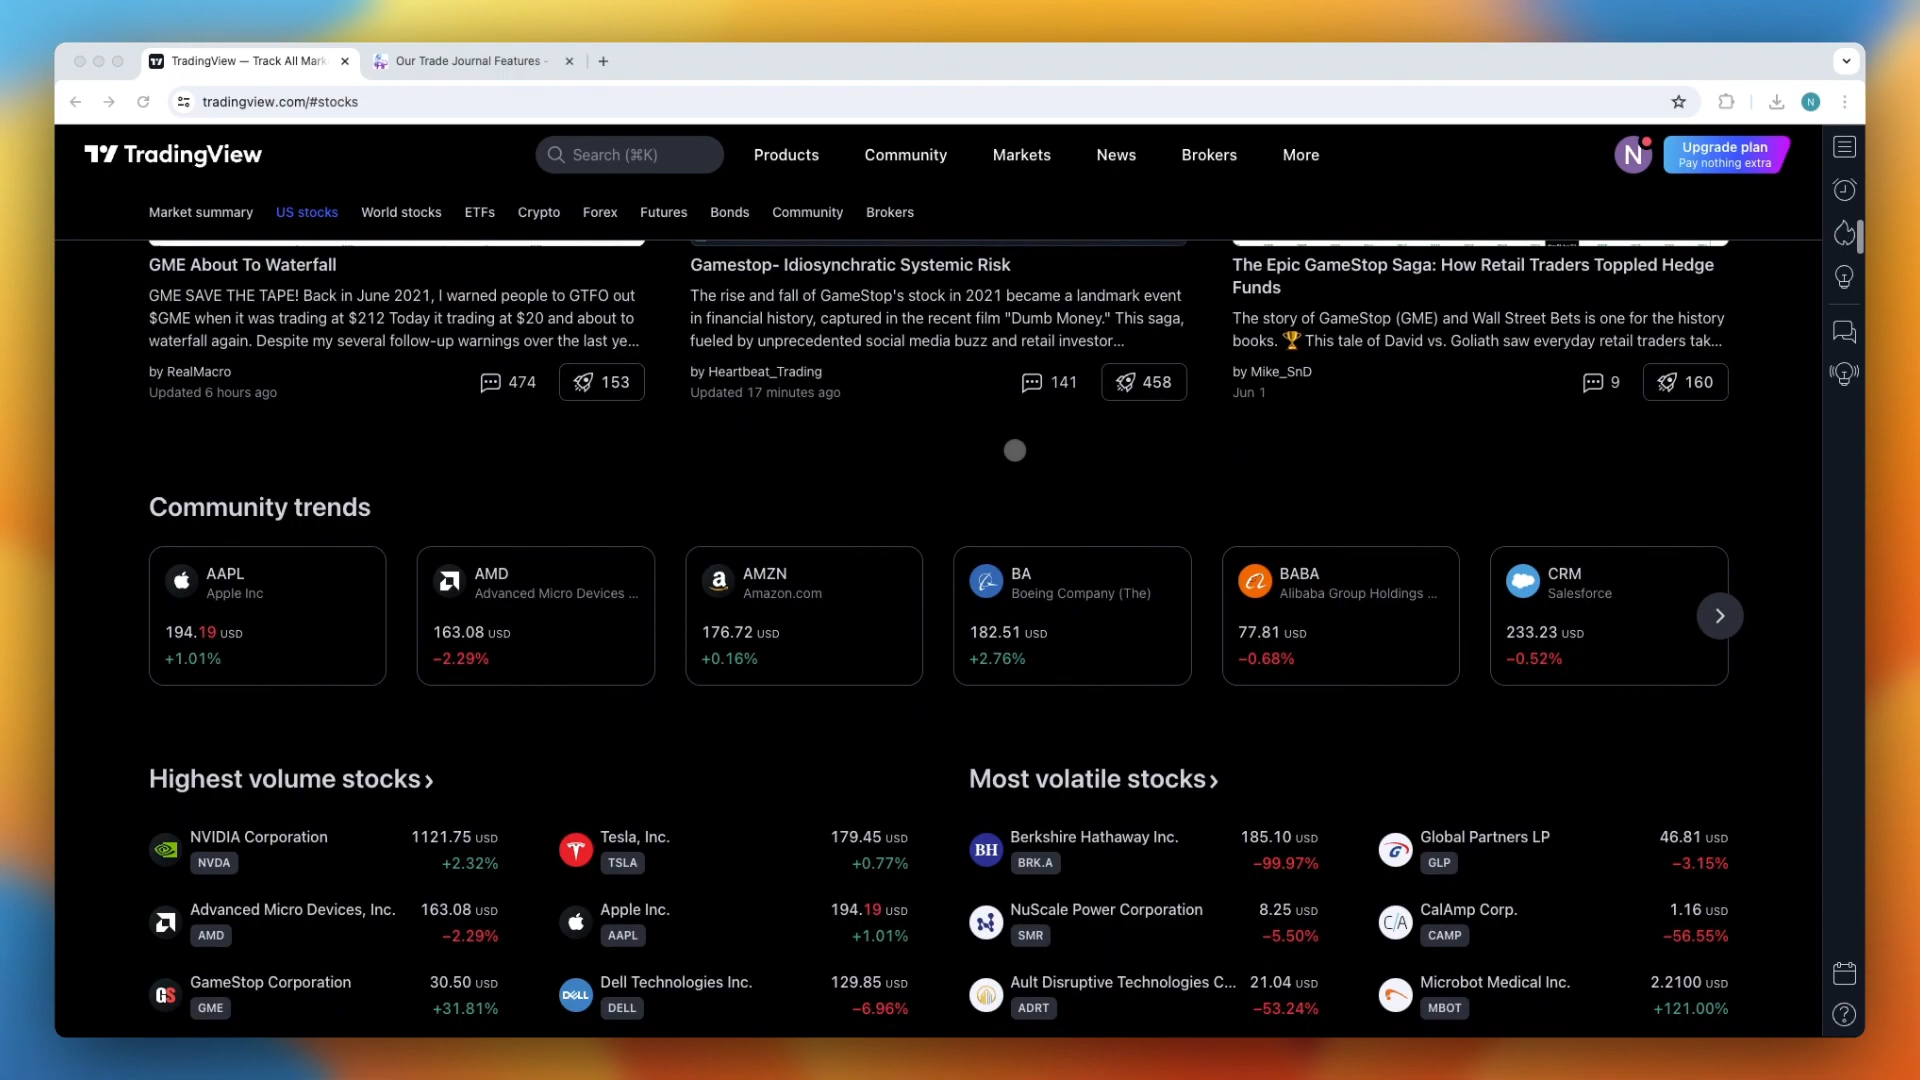 TradingView — Track All Mark
Our Trade Journal Features -
tradingview.com/#stocks
N
TradingView
Search (⌘K)
Products
Community
Markets
News
Brokers
More
N
Upgrade plan
Pay nothing extra
Market summary
US stocks
World stocks
ETFs
Crypto
Forex
Futures
Bonds
Community
Brokers
GME About To Waterfall
GME SAVE THE TAPE! Back in June 2021, I warned people to GTFO out
$GME when it was trading at $212 Today it trading at $20 and about to
waterfall again. Despite my several follow-up warnings over the last ye...
by RealMacro
Updated 6 hours ago
474
153
Gamestop- Idiosynchratic Systemic Risk
The rise and fall of GameStop's stock in 2021 became a landmark event
in financial history, captured in the recent film "Dumb Money." This saga,
fueled by unprecedented social media buzz and retail investor...
by Heartbeat_Trading
Updated 17 minutes ago
141
458
The Epic GameStop Saga: How Retail Traders Toppled Hedge
Funds
The story of GameStop (GME) and Wall Street Bets is one for the history
books. 🏆 This tale of David vs. Goliath saw everyday retail traders tak...
by Mike_SnD
Jun 1
9
160
Community trends
AAPL
Apple Inc
194.19 USD
+1.01%
AMD
Advanced Micro Devices ...
163.08 USD
−2.29%
AMZN
Amazon.com
176.72 USD
+0.16%
BA
Boeing Company (The)
182.51 USD
+2.76%
BABA
Alibaba Group Holdings ...
77.81 USD
−0.68%
CRM
Salesforce
233.23 USD
−0.52%
Highest volume stocks ›
NVIDIA Corporation
NVDA
1121.75 USD
+2.32%
Tesla, Inc.
TSLA
179.45 USD
+0.77%
Advanced Micro Devices, Inc.
AMD
163.08 USD
−2.29%
Apple Inc.
AAPL
194.19 USD
+1.01%
GS
GameStop Corporation
GME
30.50 USD
+31.81%
DELL
Dell Technologies Inc.
DELL
129.85 USD
−6.96%
Most volatile stocks ›
BH
Berkshire Hathaway Inc.
BRK.A
185.10 USD
−99.97%
Global Partners LP
GLP
46.81 USD
−3.15%
NuScale Power Corporation
SMR
8.25 USD
−5.50%
C/A
CalAmp Corp.
CAMP
1.16 USD
−56.55%
Ault Disruptive Technologies C...
ADRT
21.04 USD
−53.24%
Microbot Medical Inc.
MBOT
2.2100 USD
+121.00%